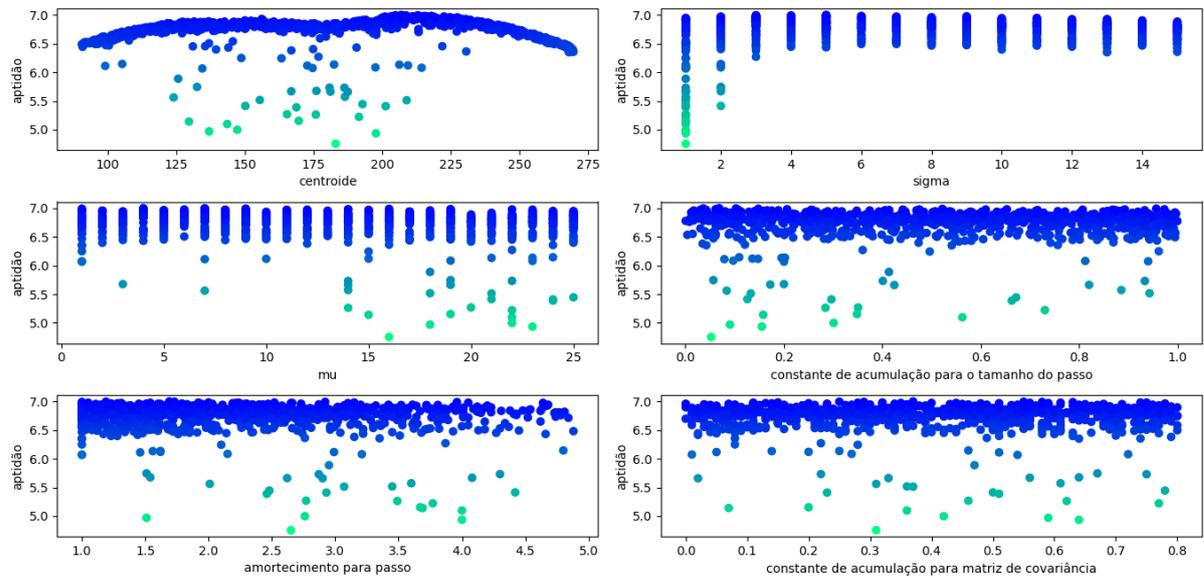 7.0
6.5
6.0
5.5
5.0
aptidão
100 125 150 175 200 225 250 275
centroide
7.0
6.5
6.0
5.5
5.0
aptidão
2 4 6 8 10 12 14
sigma
7.0
6.5
6.0
5.5
5.0
aptidão
0 5 10 15 20 25
mu
7.0
6.5
6.0
5.5
5.0
aptidão
0.0 0.2 0.4 0.6 0.8 1.0
constante de acumulação para o tamanho do passo
7.0
6.5
6.0
5.5
5.0
aptidão
1.0 1.5 2.0 2.5 3.0 3.5 4.0 4.5 5.0
amortecimento para passo
7.0
6.5
6.0
5.5
5.0
aptidão
0.0 0.1 0.2 0.3 0.4 0.5 0.6 0.7 0.8
constante de acumulação para matriz de covariância